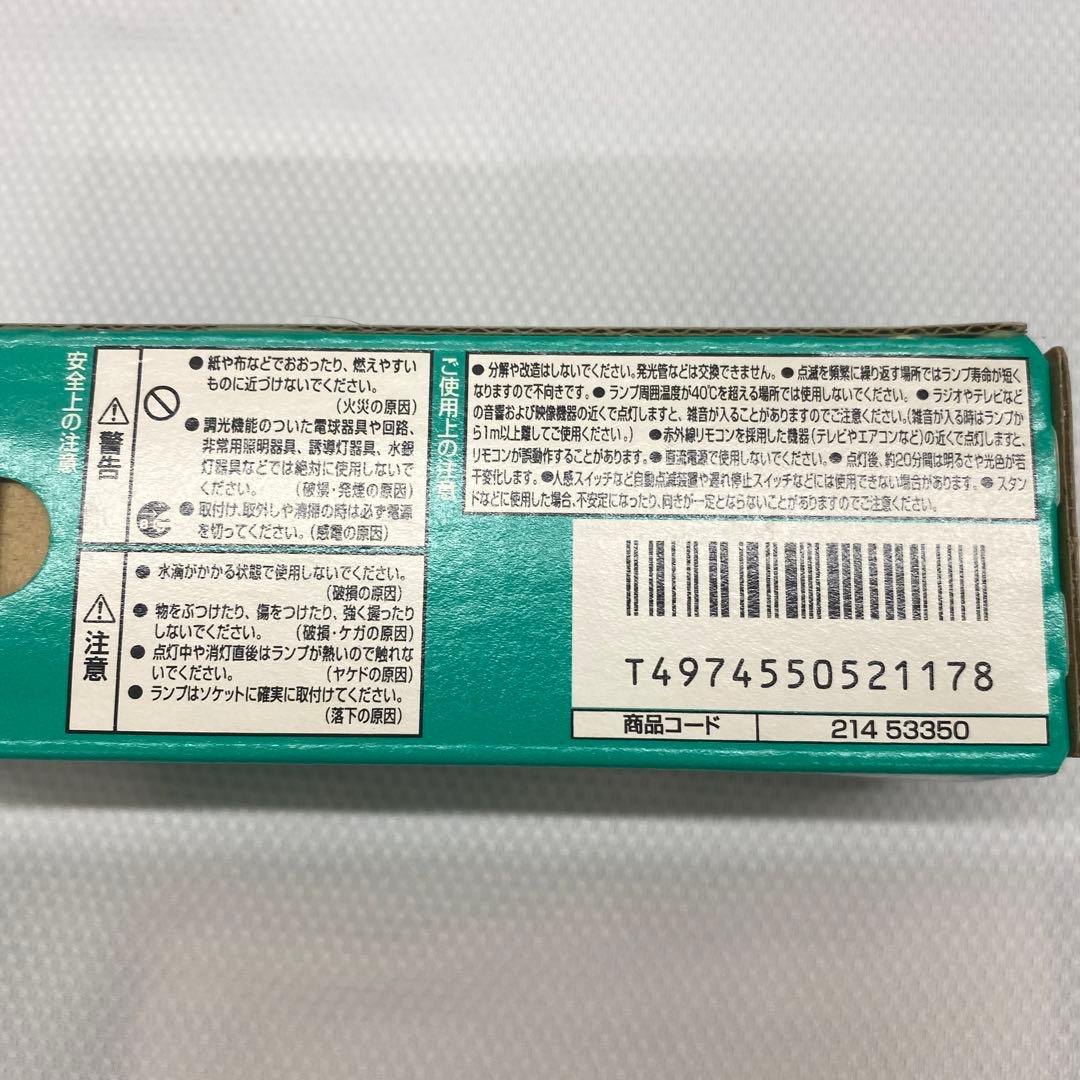 安全上の注意
警告
● 紙や布などでおおったり、燃えやすい
ものに近づけないでください。
(火災の原因)
● 調光機能のついた電球器具や回路、
非常用照明器具、誘導灯器具、水銀
灯器具などでは絶対に使用しないで
ください。 (破損・発煙の原因)
● 取付け、取外しや清掃の時は必ず電源
を切ってください。(感電の原因)
注意
● 水滴がかかる状態で使用しないでください。
(破損の原因)
● 物をぶつけたり、傷をつけたり、強く握ったり
しないでください。 (破損・ケガの原因)
● 点灯中や消灯直後はランプが熱いので触れな
いでください。 (ヤケドの原因)
● ランプはソケットに確実に取付けてください。
(落下の原因)
ご使用上の注意
● 分解や改造はしないでください。発光管などは交換できません。 ● 点滅を頻繁に繰り返す場所ではランプ寿命が短く
なりますので不向きです。 ● ランプ周囲温度が40℃を超える場所では使用しないでください。 ● ラジオやテレビなど
の音響および映像機器の近くで点灯しますと、雑音が入ることがありますのでご注意ください。(雑音が入る時はランプか
ら1m以上離してご使用ください。) ● 赤外線リモコンを採用した機器(テレビやエアコンなど)の近くで点灯しますと、
リモコンが誤動作することがあります。 ● 直流電源で使用しないでください。 ● 点灯後、約20分間は明るさや光色が若
干変化します。 ● 人感スイッチなど自動点滅装置や遅れ停止スイッチなどには使用できない場合があります。 ● スタン
ドなどに使用した場合、不安定になったり、向きが一定とならないことがありますのでご注意ください。
T4974550521178
商品コード 214 53350